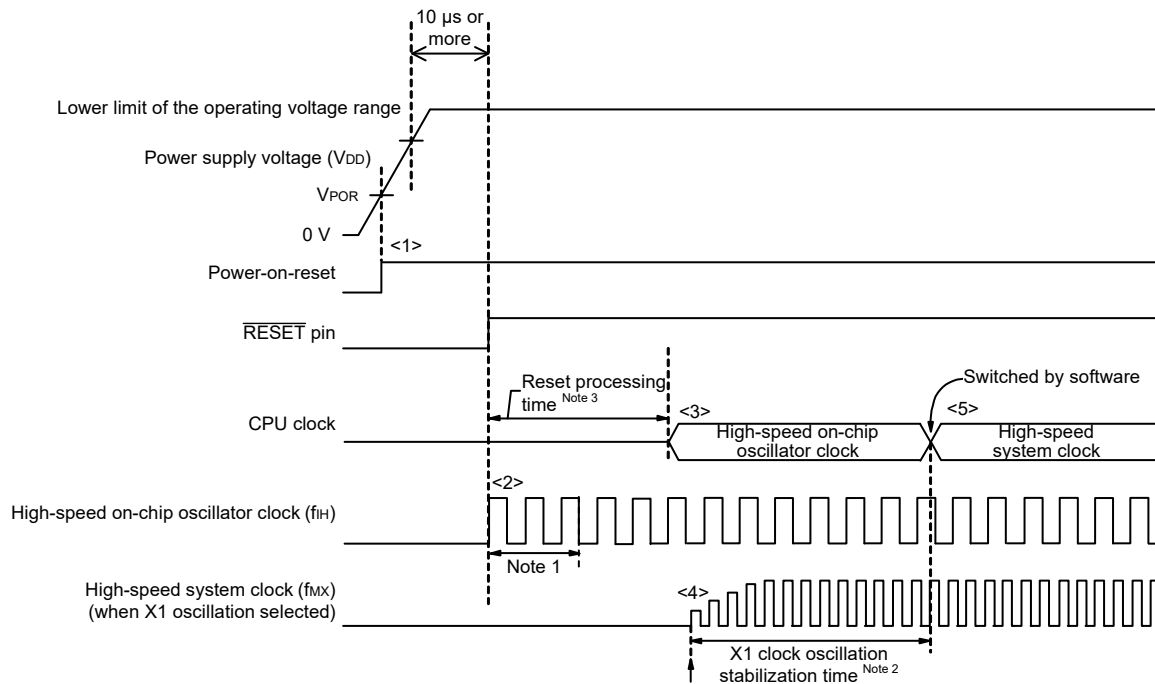 10 µs or
more
Lower limit of the operating voltage range
Power supply voltage (VDD)
VPOR
0 V
<1>
Power-on-reset
RESET pin
Reset processing
time Note 3
Switched by software
<3>
<5>
CPU clock
High-speed on-chip
oscillator clock
High-speed
system clock
<2>
High-speed on-chip oscillator clock (fIH)
Note 1
High-speed system clock (fMX)
(when X1 oscillation selected)
<4>
X1 clock oscillation
stabilization time Note 2